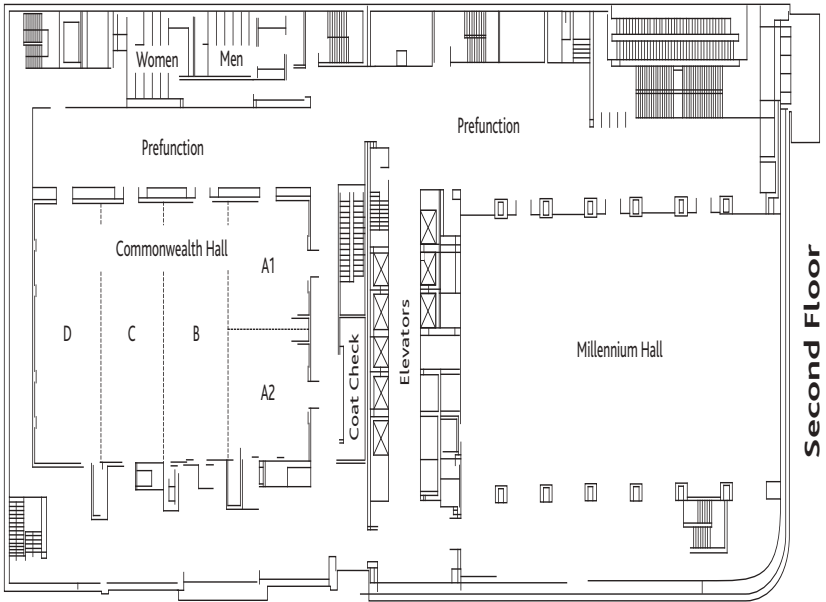 Women
Men
Prefunction
Prefunction
Commonwealth Hall
A1
D
C
B
A2
Coat Check
Elevators
Millennium Hall
Second Floor